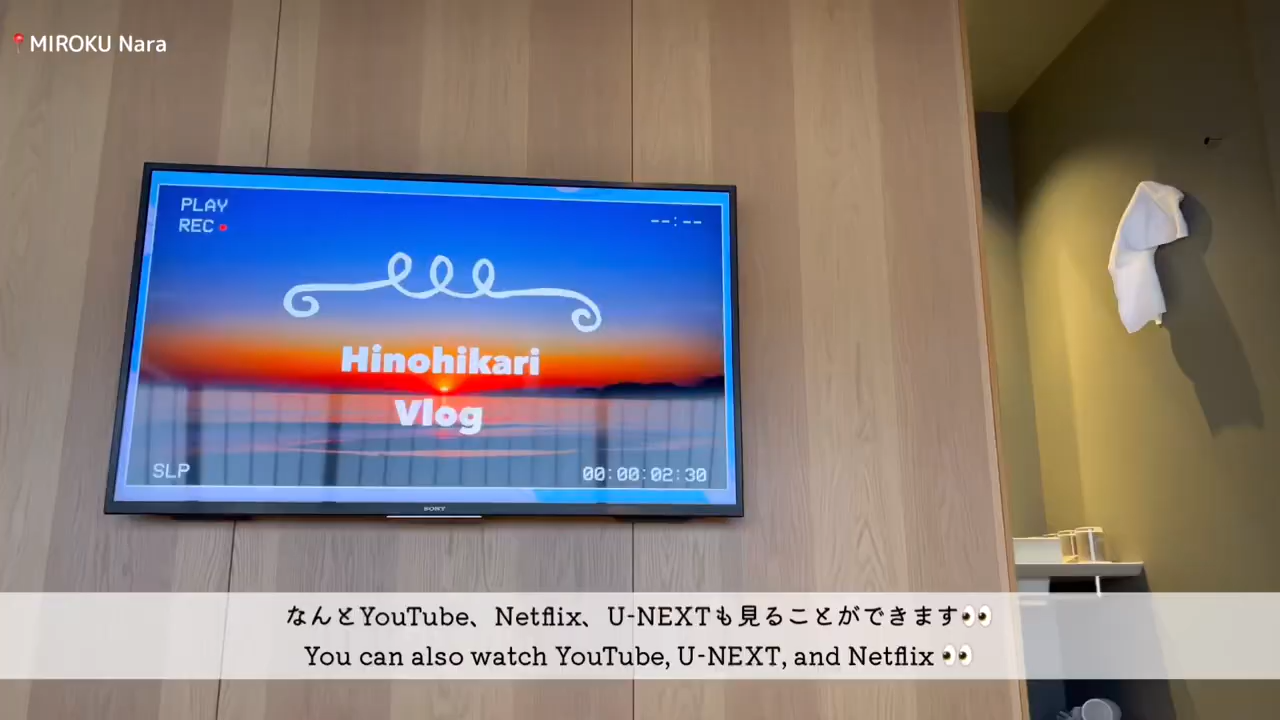 📍MIROKU Nara
PLAY
REC
--:--
Hinohikari
Vlog
SLP
00:00:02:30
SONY
なんとYouTube、Netflix、U-NEXTも見ることができます👀
You can also watch YouTube, U-NEXT, and Netflix 👀